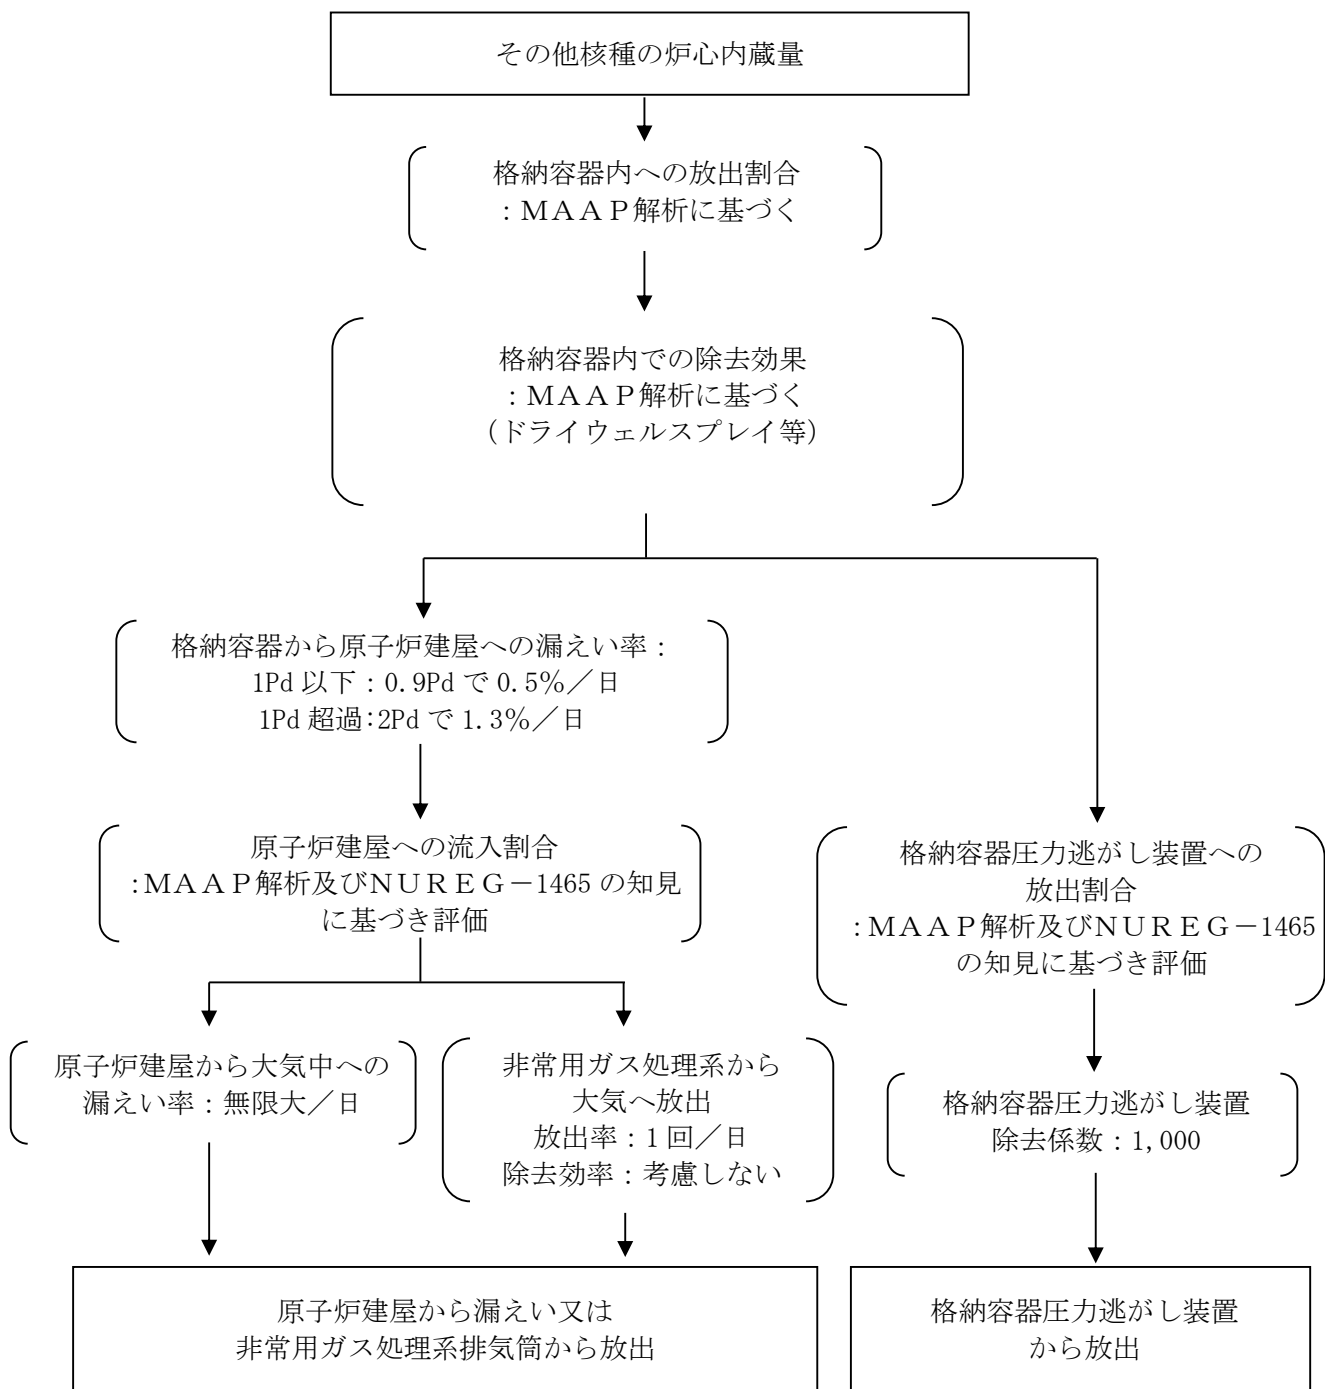 その他核種の炉心内蔵量
格納容器内への放出割合
：ＭＡＡＰ解析に基づく
格納容器内での除去効果
：ＭＡＡＰ解析に基づく
（ドライウェルスプレイ等）
格納容器から原子炉建屋への漏えい率：
1Pd 以下：0.9Pd で 0.5％／日
1Pd 超過:2Pd で 1.3％／日
原子炉建屋への流入割合
:ＭＡＡＰ解析及びＮＵＲＥＧ－1465 の知見
に基づき評価
格納容器圧力逃がし装置への
放出割合
:ＭＡＡＰ解析及びＮＵＲＥＧ－1465
の知見に基づき評価
原子炉建屋から大気中への
漏えい率：無限大／日
非常用ガス処理系から
大気へ放出
放出率：1 回／日
除去効率：考慮しない
格納容器圧力逃がし装置
除去係数：1,000
原子炉建屋から漏えい又は
非常用ガス処理系排気筒から放出
格納容器圧力逃がし装置
から放出